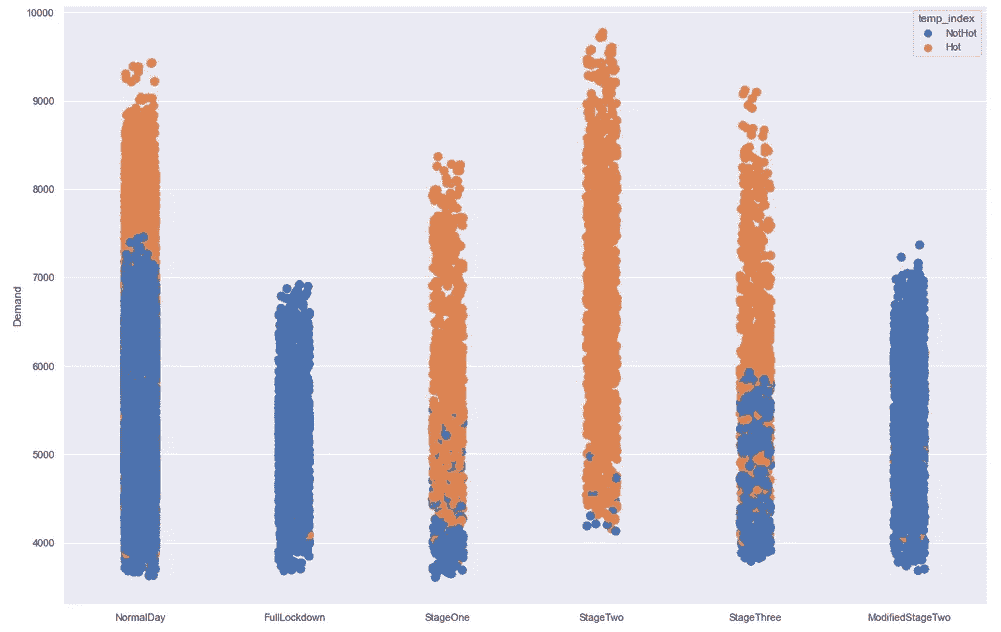 10000
temp_index
NotHot
Hot
9000
8000
7000
Demand
6000
5000
4000
NormalDay
FullLockdown
StageOne
StageTwo
StageThree
ModifiedStageTwo